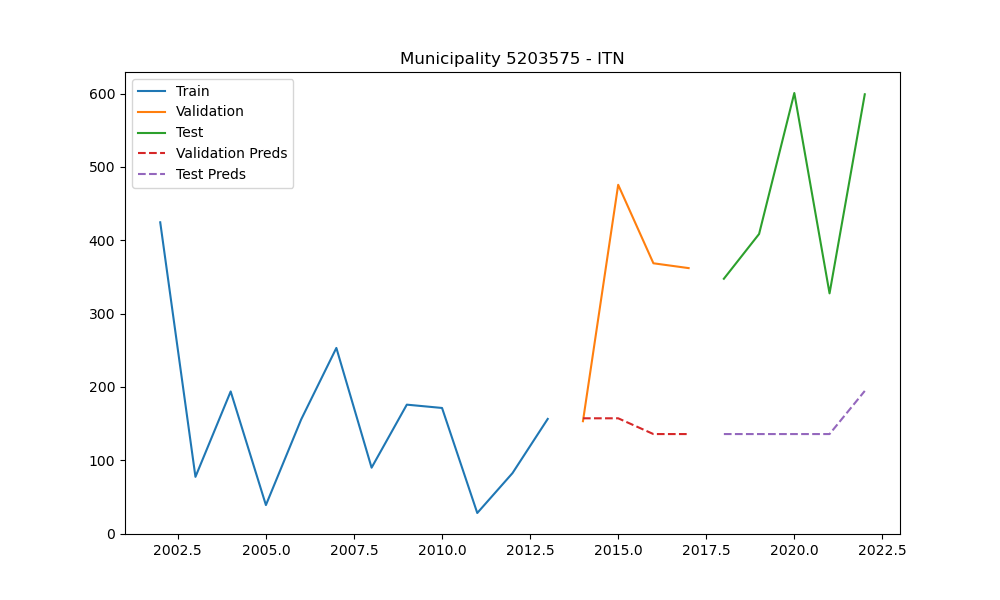 Municipality 5203575 - ITN
Train
Validation
Test
Validation Preds
Test Preds
600
500
400
300
200
100
0
2002.5 2005.0 2007.5 2010.0 2012.5 2015.0 2017.5 2020.0 2022.5